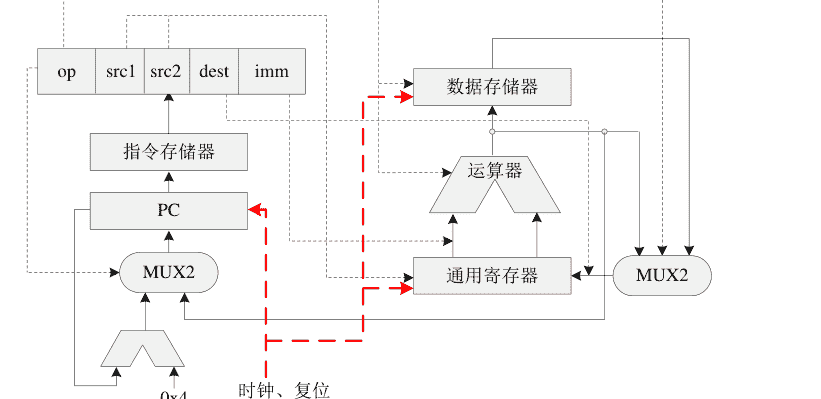 op src1 src2 dest imm
数据存储器
指令存储器
运算器
PC
MUX2
通用寄存器
MUX2
0x4
时钟、复位